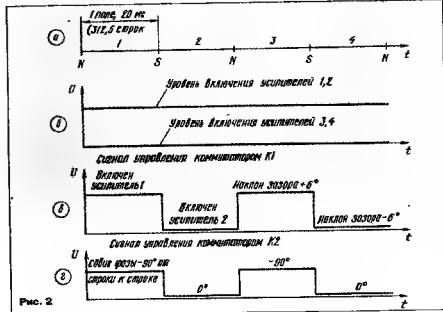 1 поле, 20 мс
(312,5 строк
а
1 2 3 4
N S N S N t
U
Уровень включения усилителей 1,2
б
Уровень включения усилителей 3,4
t
Сигнал управления коммутатором К1
U
Включен усилитель 1
Наклон зазора +6°
в
Включен усилитель 2
Наклон зазора -6°
t
Сигнал управления коммутатором К2
U
Сдвиг фазы -90° от строки к строке
-90°
г
0° 0°
t
Рис. 2